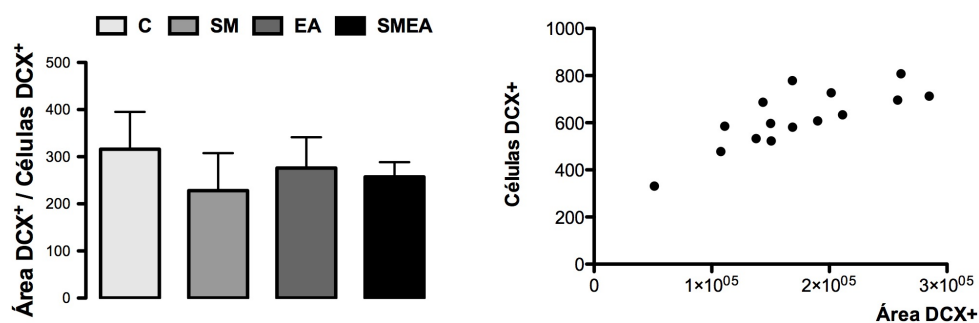 C SM EA SMEA
Área DCX⁺ / Células DCX⁺
500
400
300
200
100
0
Células DCX+
1000
800
600
400
200
0
0 1×10⁰⁵ 2×10⁰⁵ 3×10⁰⁵
Área DCX+